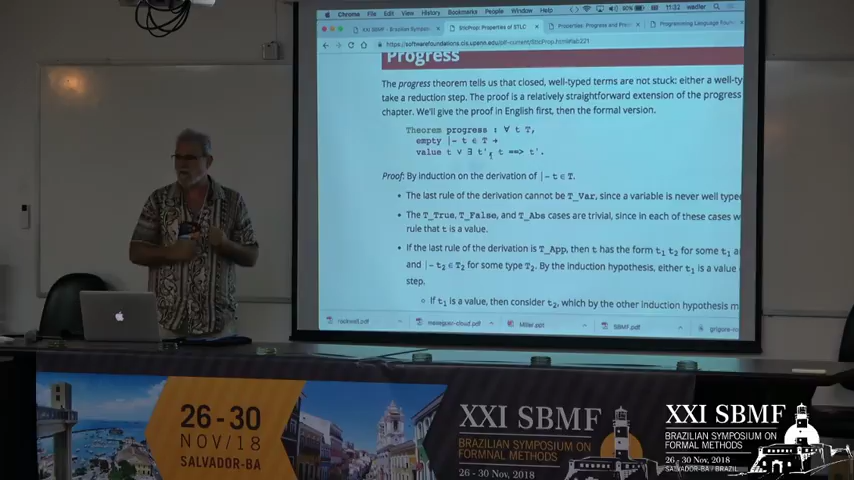 Chrome File Edit View History Bookmarks People Window Help
11:32 wadler
XXI SBMF - Brazilian Sympos
StlcProp: Properties of STLC
Properties: Progress and Pre
Programming Language Foun
https://softwarefoundations.cis.upenn.edu/plf-current/StlcProp.html#lab221
Progress
The progress theorem tells us that closed, well-typed terms are not stuck: either a well-ty
take a reduction step. The proof is a relatively straightforward extension of the progress
chapter. We'll give the proof in English first, then the formal version.
Theorem progress : ∀ t T,
empty |- t ∈ T →
value t ∨ ∃ t', t ==> t'.
Proof: By induction on the derivation of |- t ∈ T.
• The last rule of the derivation cannot be T_Var, since a variable is never well typed
• The T_True, T_False, and T_Abs cases are trivial, since in each of these cases w
rule that t is a value.
• If the last rule of the derivation is T_App, then t has the form t1 t2 for some t1 a
and |- t2 ∈ T2 for some type T2. By the induction hypothesis, either t1 is a value
step.
○ If t1 is a value, then consider t2, which by the other induction hypothesis m
rackwell.pdf
Miller.ppt
SBMF.pdf
26-30
NOV/18
SALVADOR-BA
XXI SBMF
BRAZILIAN SYMPOSIUM ON
FORMNAL METHODS
26 - 30 Nov, 2018
XXI SBMF
BRAZILIAN SYMPOSIUM ON
FORMAL METHODS
26 - 30 Nov, 2018
SALVADOR-BA / BRAZIL